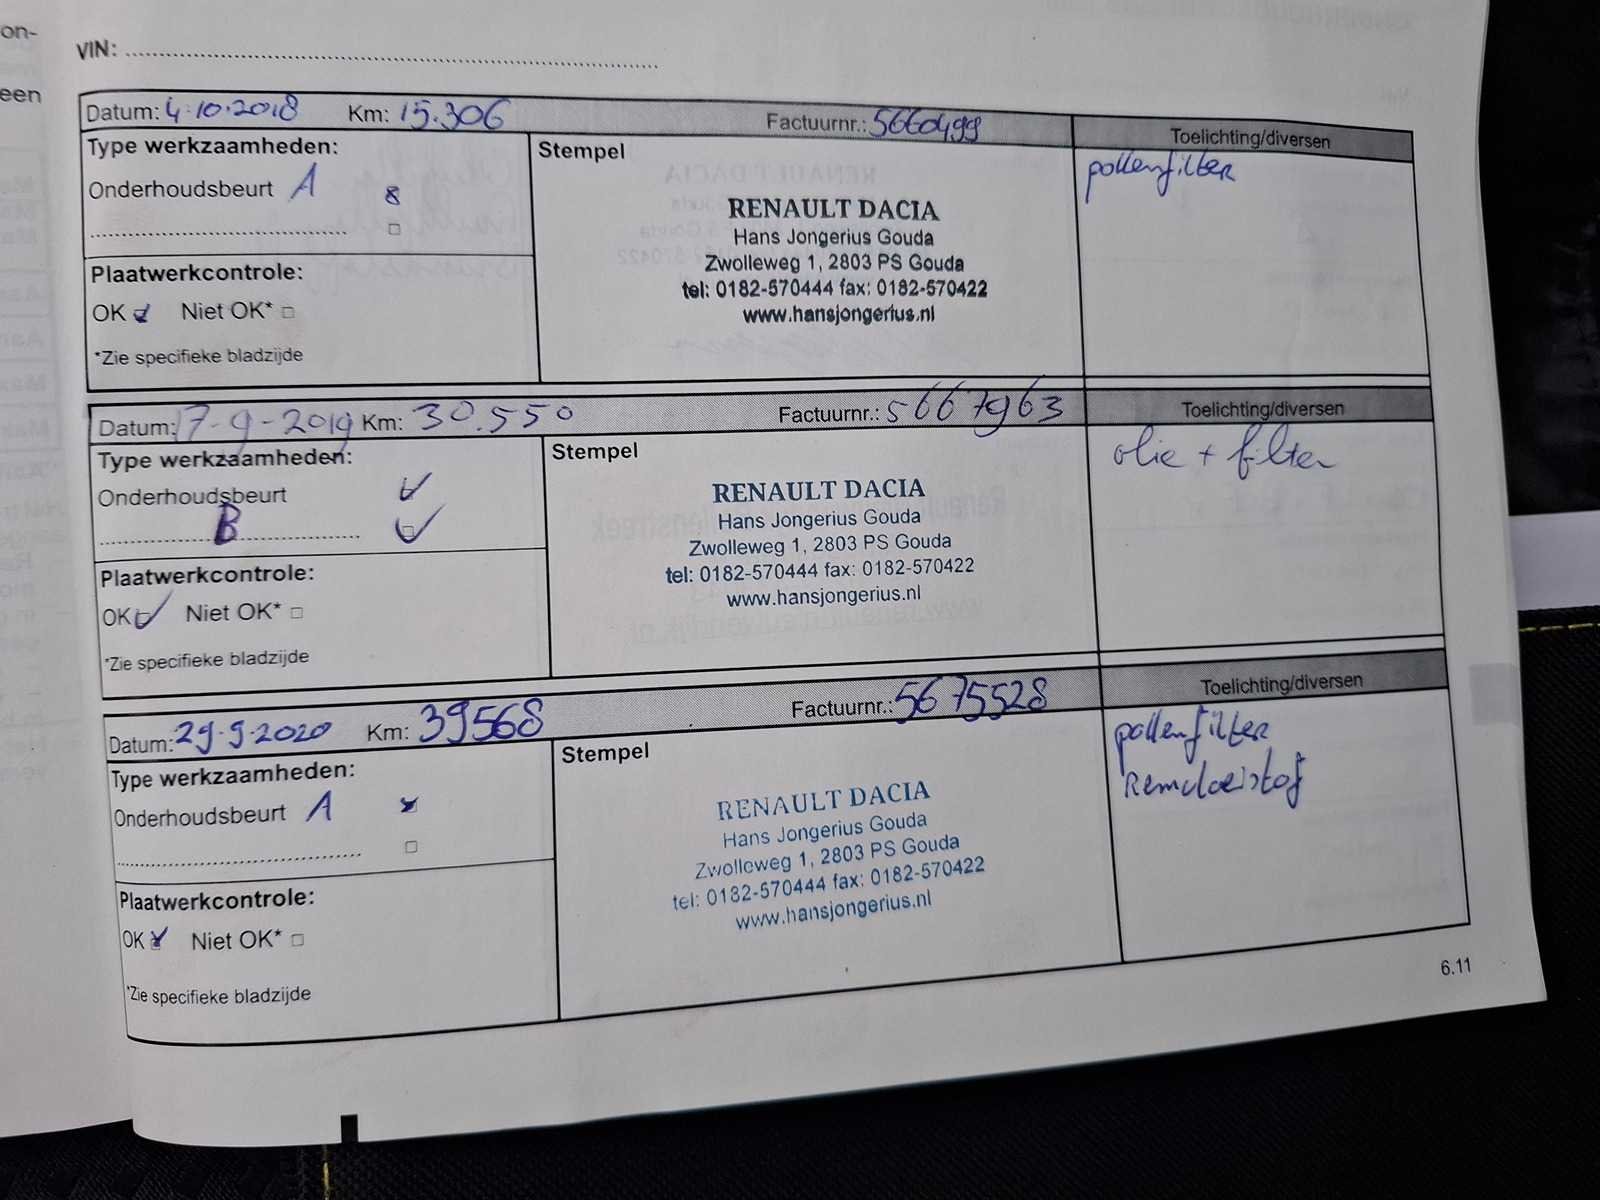 on-
een
VIN:
Datum: 4.10.2018 Km: 15.306 Factuurnr.: 5660499 Toelichting/diversen
Type werkzaamheden:
Onderhoudsbeurt A
Plaatwerkcontrole:
OK Niet OK*
*Zie specifieke bladzijde
Stempel
RENAULT DACIA
Hans Jongerius Gouda
Zwolleweg 1, 2803 PS Gouda
tel: 0182-570444 fax: 0182-570422
www.hansjongerius.nl
pollenfilter
Datum: 17-9-2019 Km: 30.550 Factuurnr.: 5667963 Toelichting/diversen
Type werkzaamheden:
Onderhoudsbeurt
B
Plaatwerkcontrole:
OK Niet OK*
*Zie specifieke bladzijde
Stempel
RENAULT DACIA
Hans Jongerius Gouda
Zwolleweg 1, 2803 PS Gouda
tel: 0182-570444 fax: 0182-570422
www.hansjongerius.nl
olie + filter
Datum: 29.9.2020 Km: 39568 Factuurnr.: 5675528 Toelichting/diversen
Type werkzaamheden:
Onderhoudsbeurt A
Plaatwerkcontrole:
OK Niet OK*
*Zie specifieke bladzijde
Stempel
RENAULT DACIA
Hans Jongerius Gouda
Zwolleweg 1, 2803 PS Gouda
tel: 0182-570444 fax: 0182-570422
www.hansjongerius.nl
pollenfilter
Remvloeistof
6.11